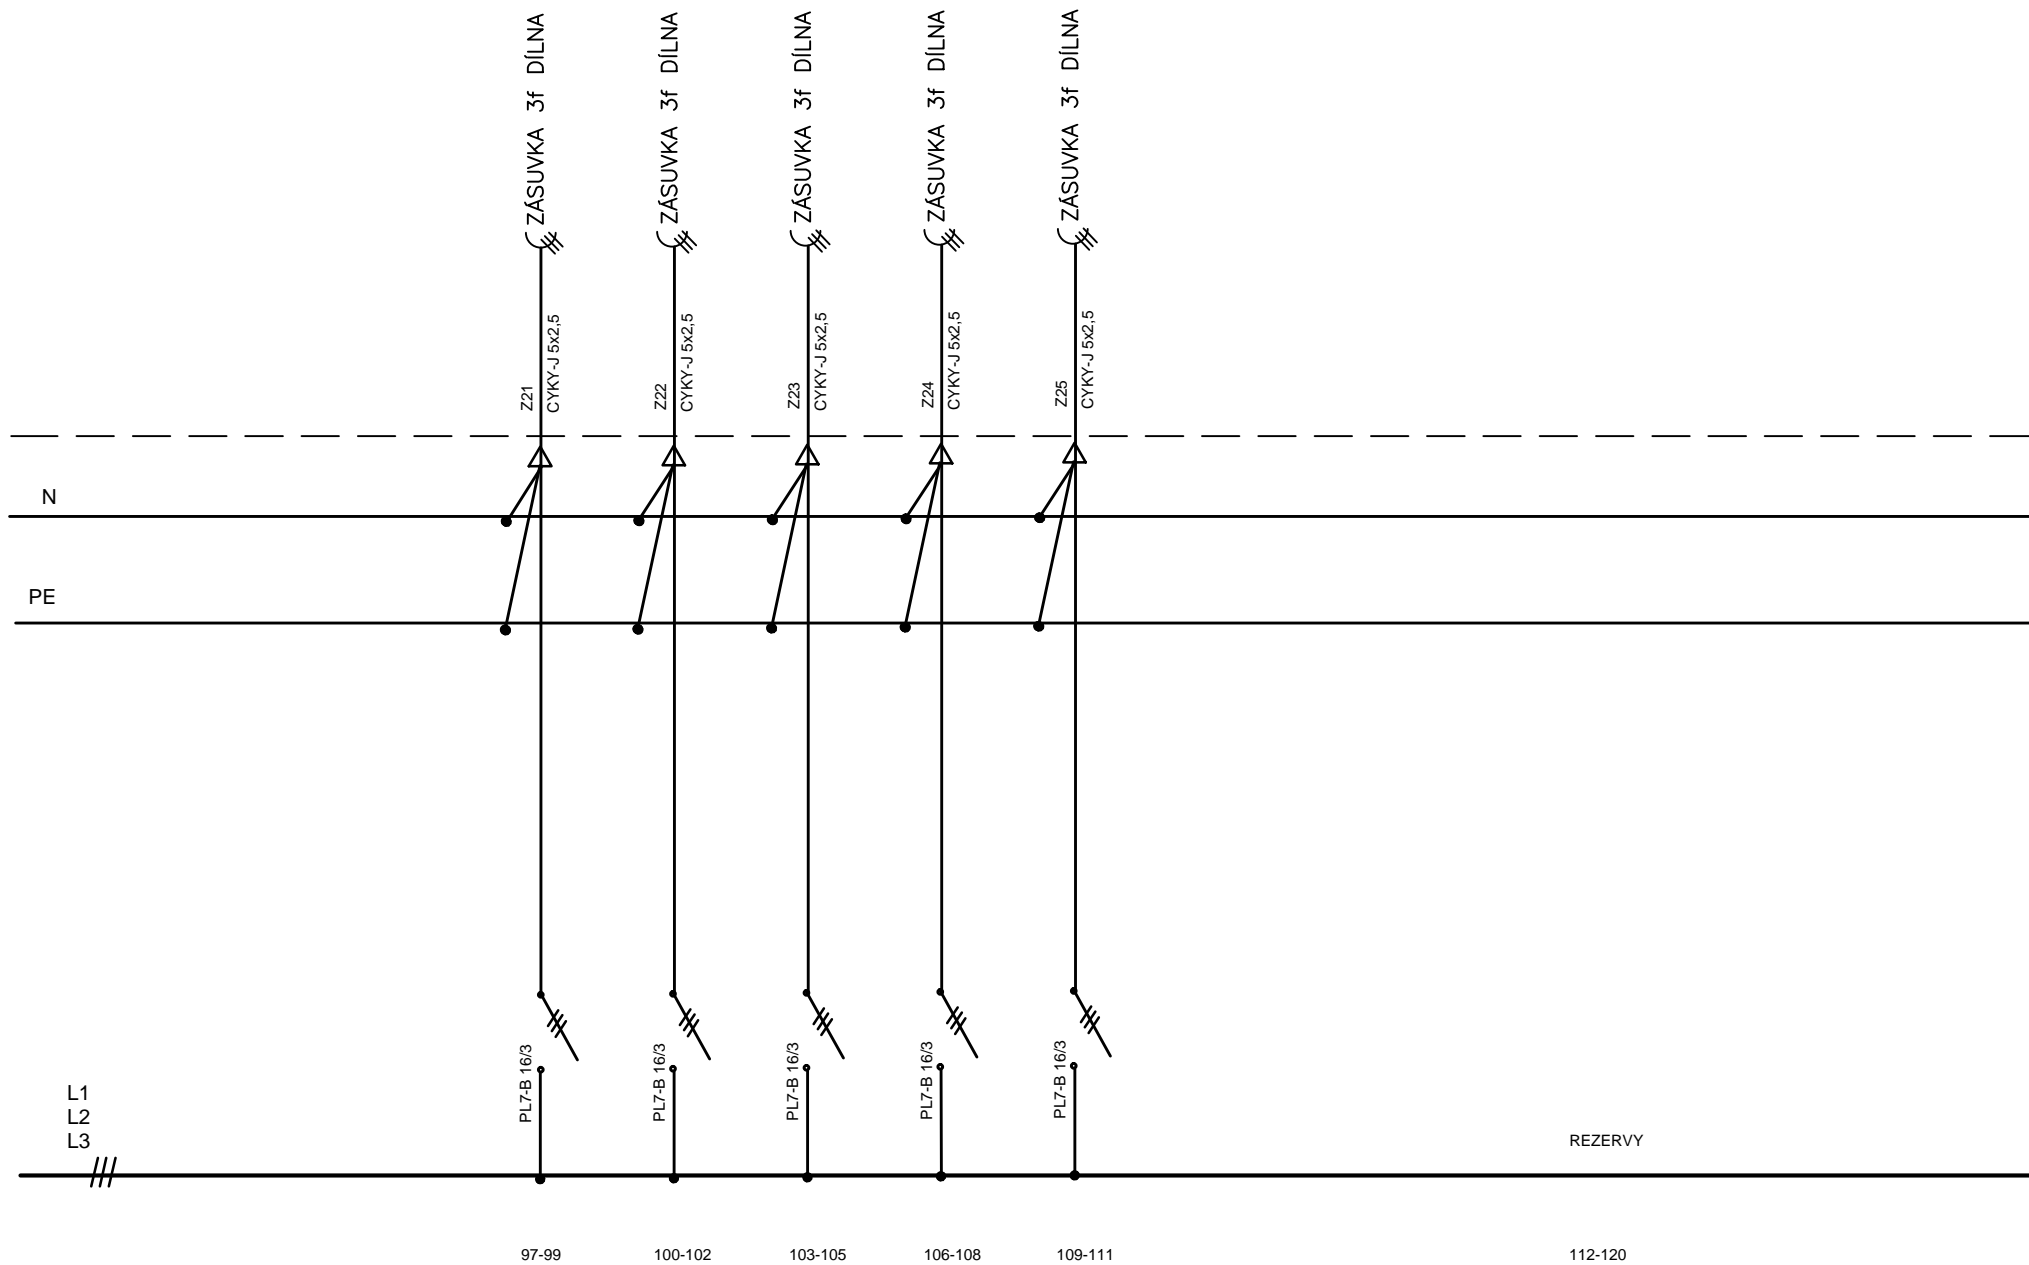 ZÁSUVKA 3f DÍLNA
ZÁSUVKA 3f DÍLNA
ZÁSUVKA 3f DÍLNA
ZÁSUVKA 3f DÍLNA
ZÁSUVKA 3f DÍLNA
Z21
CYKY-J 5x2,5
Z22
CYKY-J 5x2,5
Z23
CYKY-J 5x2,5
Z24
CYKY-J 5x2,5
Z25
CYKY-J 5x2,5
N
PE
PL7-B 16/3
PL7-B 16/3
PL7-B 16/3
PL7-B 16/3
PL7-B 16/3
L1
L2
L3
REZERVY
97-99
100-102
103-105
106-108
109-111
112-120